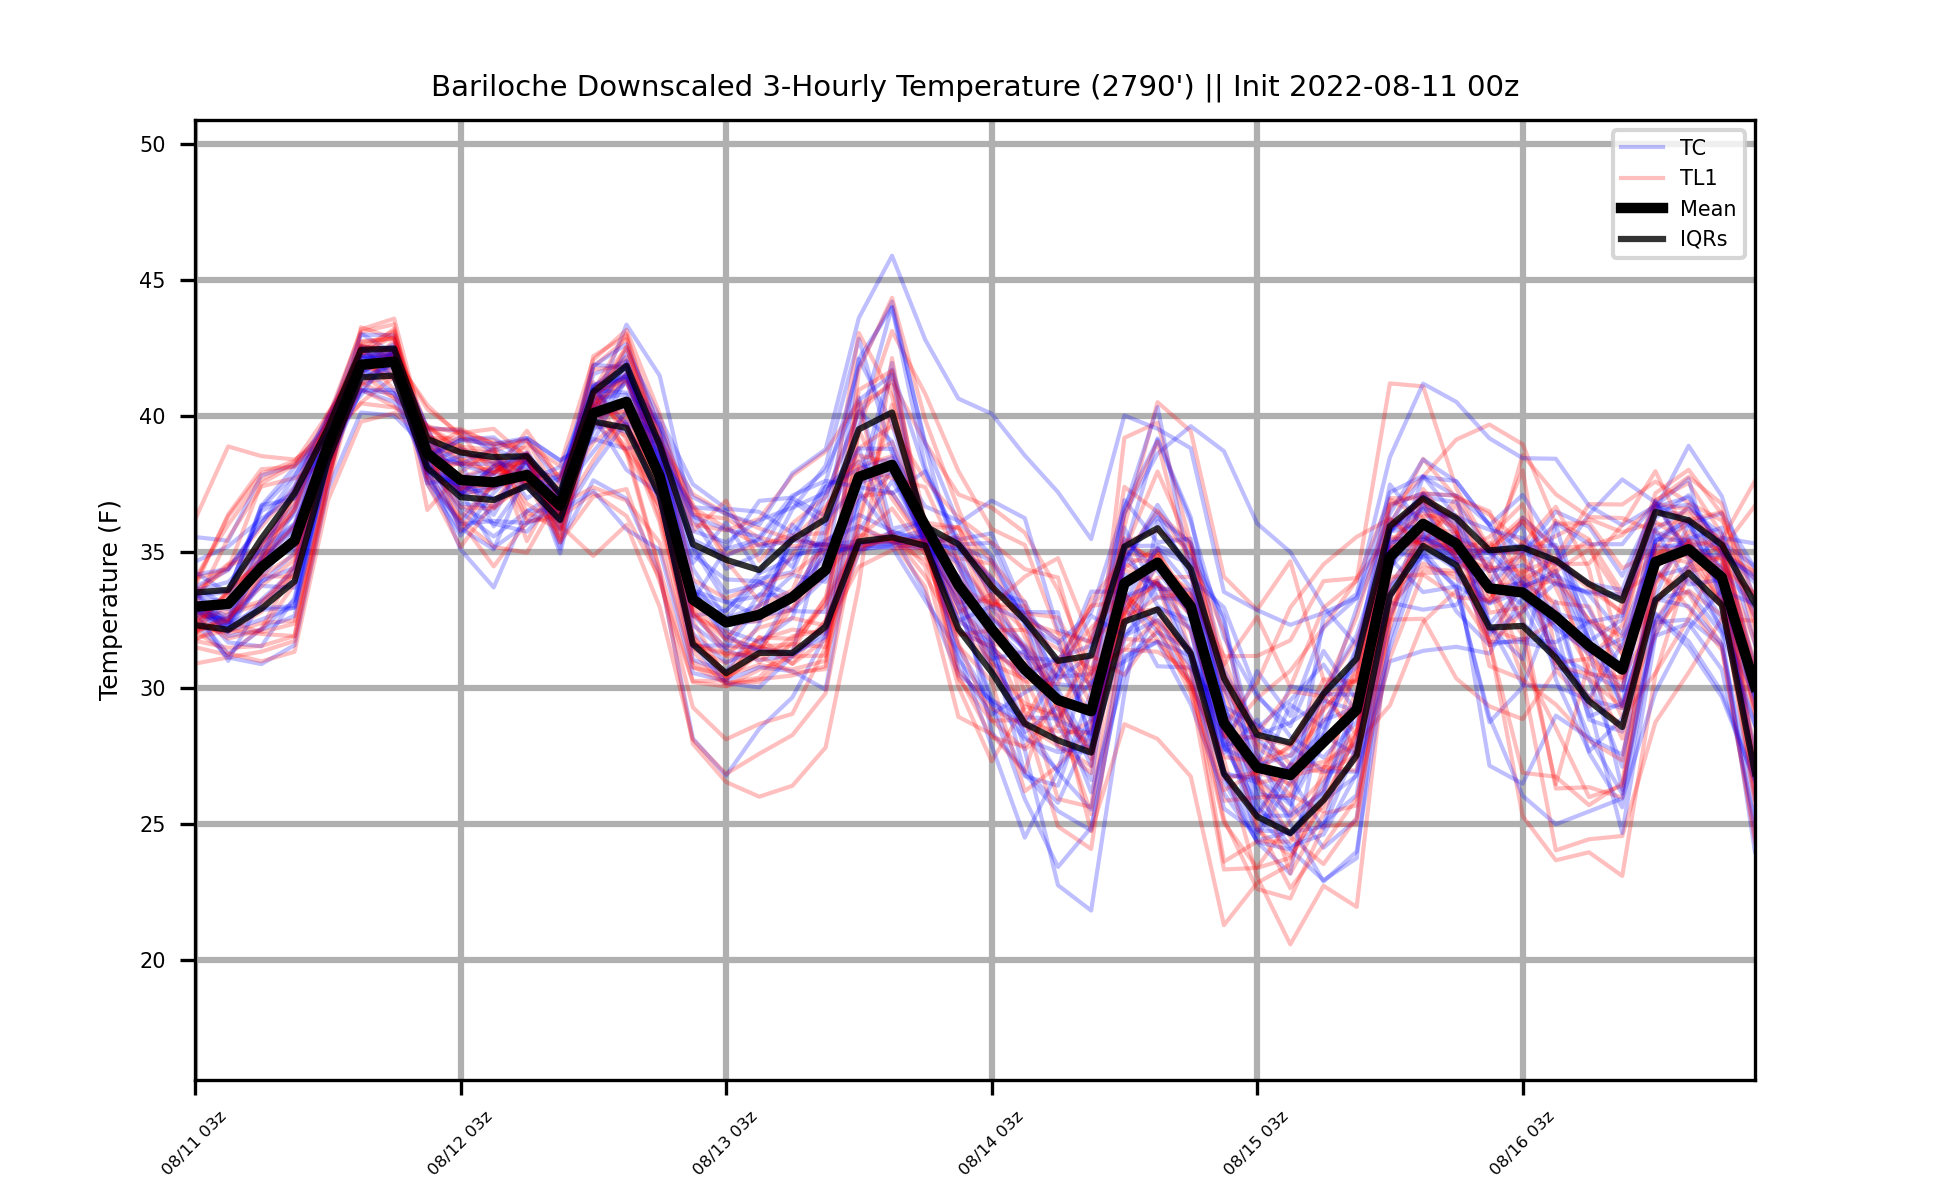 Bariloche Downscaled 3-Hourly Temperature (2790') || Init 2022-08-11 00z
TC
TL1
Mean
IQRs
Temperature (F)
50
45
40
35
30
25
20
08/11 03z
08/12 03z
08/13 03z
08/14 03z
08/15 03z
08/16 03z